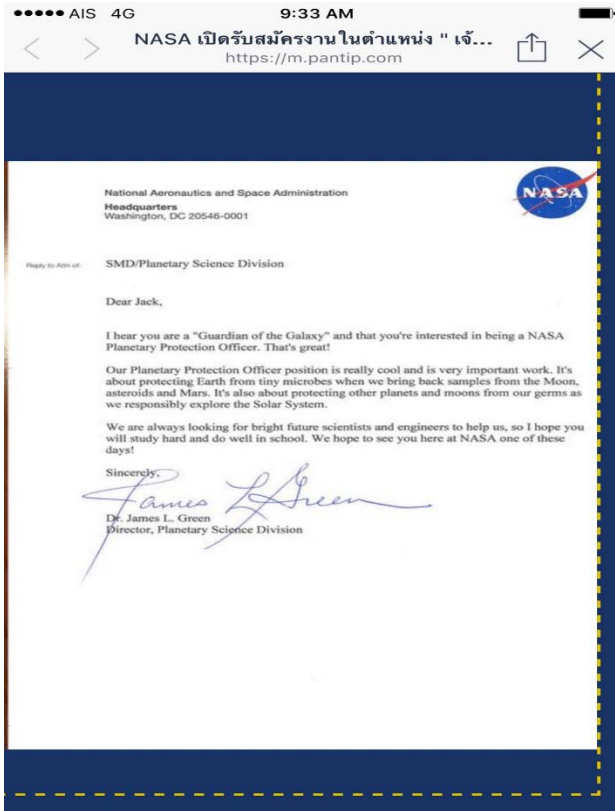 AIS 4G 9:33 AM
NASA เปิดรับสมัครงานในตำแหน่ง " เจ้...
https://m.pantip.com
National Aeronautics and Space Administration
Headquarters
Washington, DC 20546-0001
NASA
Reply to Attn of: SMD/Planetary Science Division
Dear Jack,
I hear you are a "Guardian of the Galaxy" and that you're interested in being a NASA
Planetary Protection Officer. That's great!
Our Planetary Protection Officer position is really cool and is very important work. It's
about protecting Earth from tiny microbes when we bring back samples from the Moon,
asteroids and Mars. It's also about protecting other planets and moons from our germs as
we responsibly explore the Solar System.
We are always looking for bright future scientists and engineers to help us, so I hope you
will study hard and do well in school. We hope to see you here at NASA one of these
days!
Sincerely,
James L Green
Dr. James L. Green
Director, Planetary Science Division